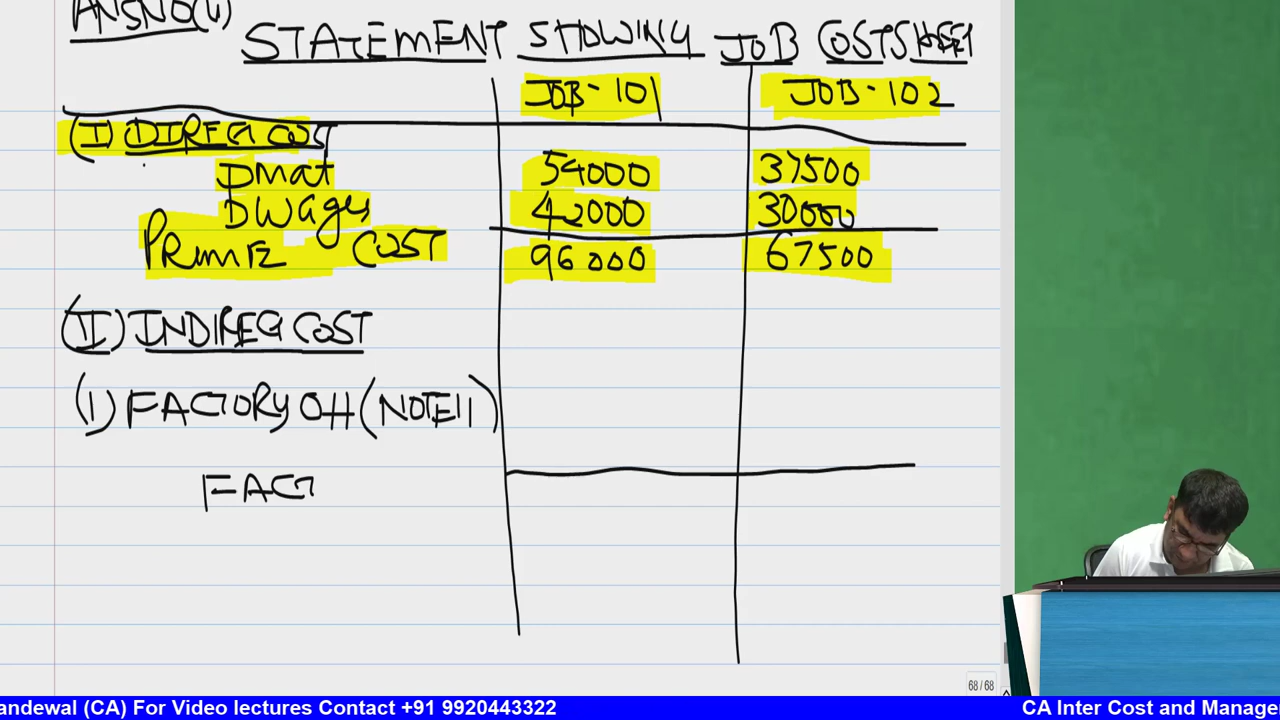 ANSNO(4)
STATEMENT SHOWING JOB COSTSHEET
JOB-101 JOB-102
(I) DIRECT COST
DMat 54000 37500
DWages 42000 30000
PRIME COST 96000 67500
(II) INDIRECT COST
(1) FACTORY OH (NOTE 1)
FACT
68/68
andewal (CA) For Video lectures Contact +91 9920443322
CA Inter Cost and Manage